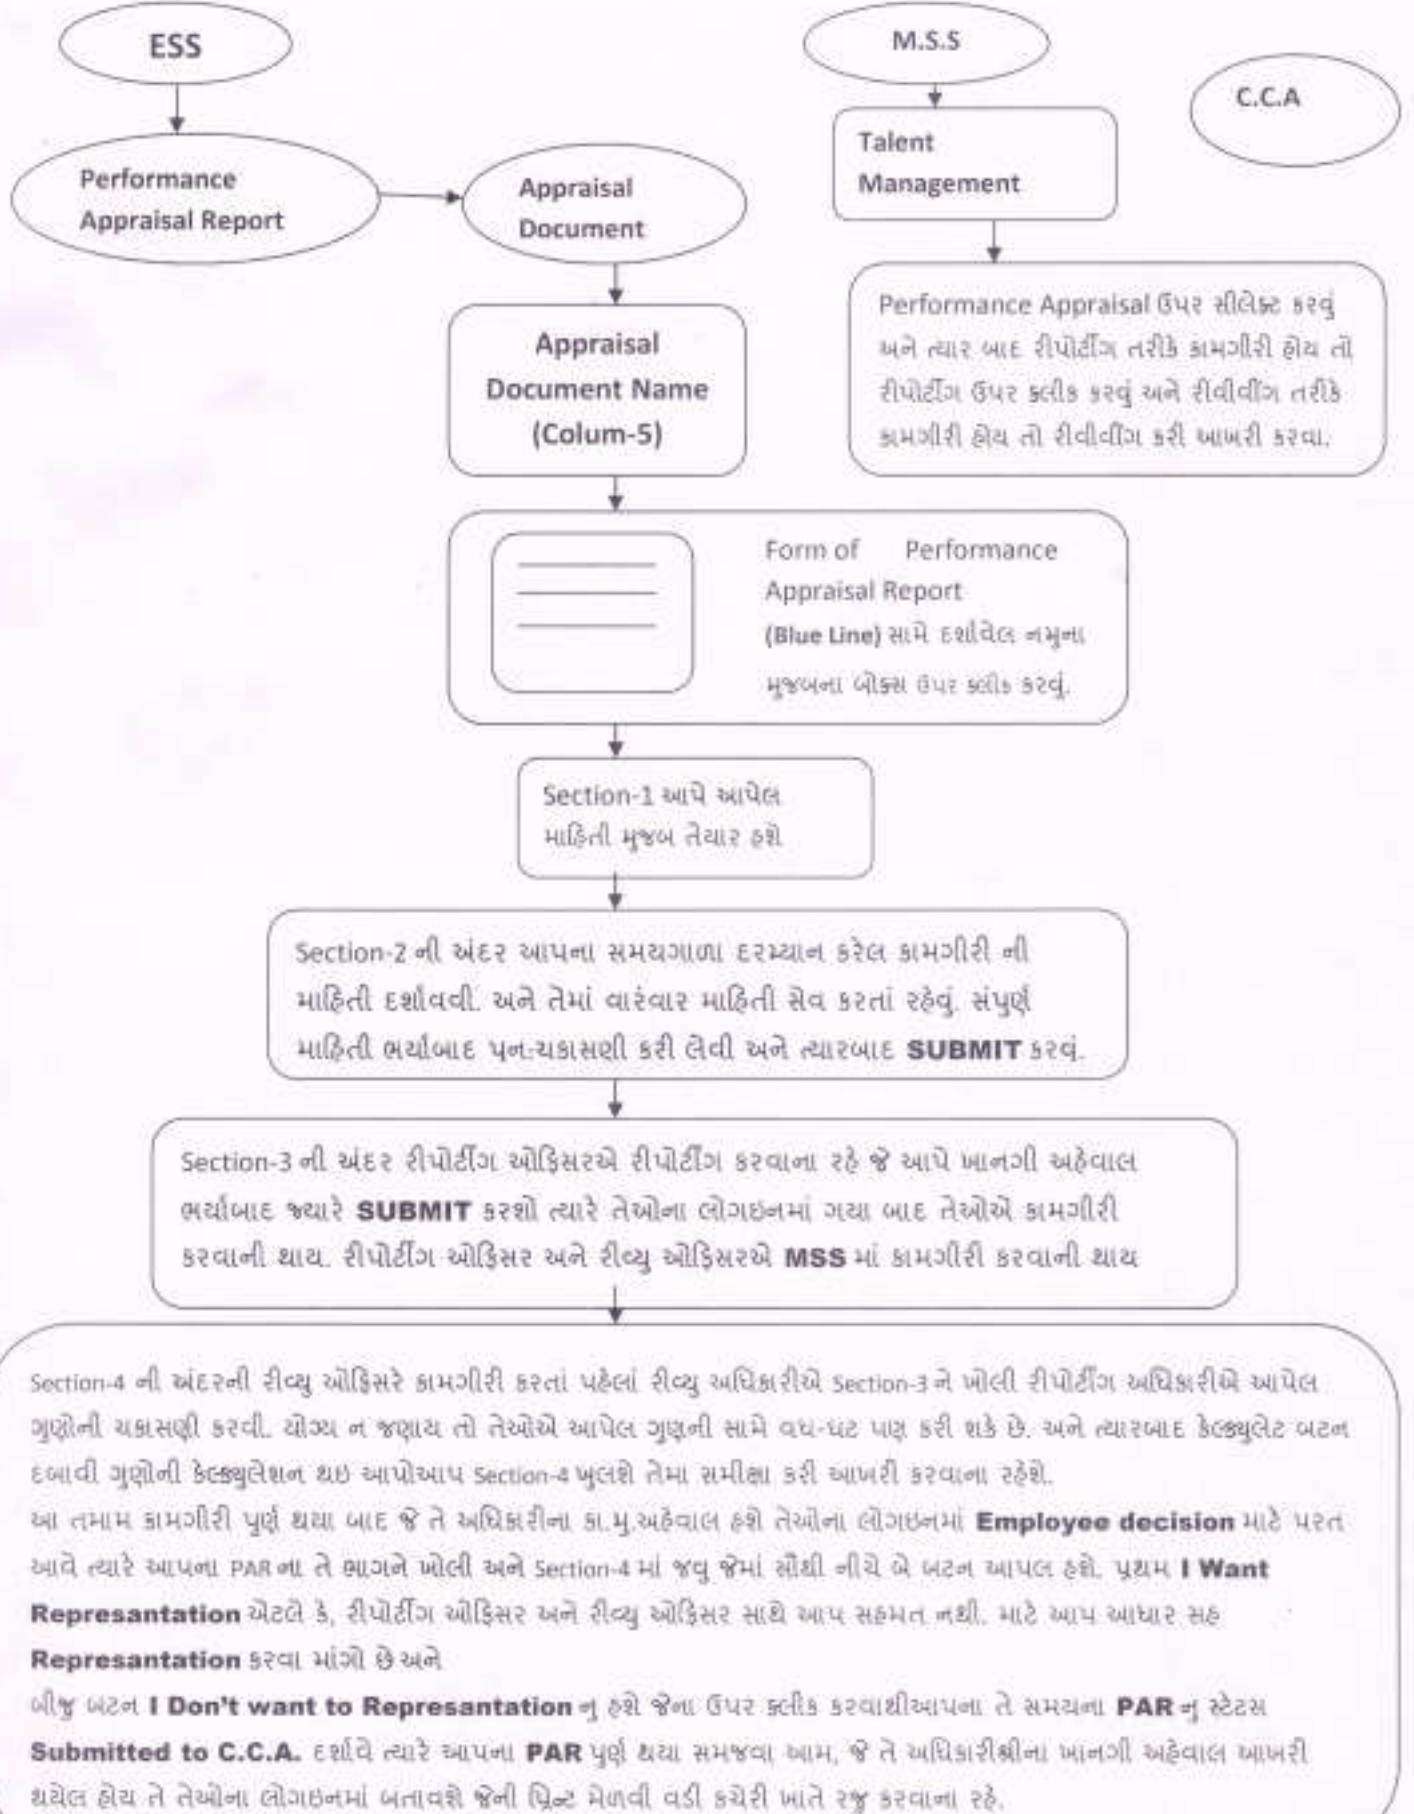 ESS
M.S.S
C.C.A
Performance
Appraisal Report
Appraisal
Document
Talent
Management
Appraisal
Document Name
(Colum-5)
Performance Appraisal ઉપર સીલેક્ટ કરવું
અને ત્યાર બાદ રીપોર્ટીગ તરીકે કામગીરી હોય તો
રીપોર્ટીગ ઉપર ક્લીક કરવું અને રીવીવીંગ તરીકે
કામગીરી હોય તો રીવીવીંગ કરી આખરી કરવા.
Form of Performance
Appraisal Report
(Blue Line) સામે દર્શાવેલ નમુના
મુજબના બોક્સ ઉપર ક્લીક કરવું.
Section-1 આપે આપેલ
માહિતી મુજબ તેયાર હશે
Section-2 ની અંદર આપના સમયગાળા દરમ્યાન કરેલ કામગીરી ની
માહિતી દર્શાવવી. અને તેમાં વારંવાર માહિતી સેવ કરતાં રહેવું. સંપુર્ણ
માહિતી ભર્યાબાદ પુન:ચકાસણી કરી લેવી અને ત્યારબાદ SUBMIT કરવું.
Section-3 ની અંદર રીપોર્ટીગ ઓફિસરએ રીપોર્ટીગ કરવાના રહે જે આપે ખાનગી અહેવાલ
ભર્યાબાદ જ્યારે SUBMIT કરશો ત્યારે તેઓના લોગઇનમાં ગયા બાદ તેઓએ કામગીરી
કરવાની થાય. રીપોર્ટીગ ઓફિસર અને રીવ્યુ ઓફિસરએ MSS માં કામગીરી કરવાની થાય
Section-4 ની અંદરની રીવ્યુ ઓફિસરે કામગીરી કરતાં પહેલાં રીવ્યુ અધિકારીએ Section-3 ને ખોલી રીપોર્ટીગ અધિકારીએ આપેલ
ગુણોની ચકાસણી કરવી. યોગ્ય ન જણાય તો તેઓએ આપેલ ગુણની સામે વધ-ઘટ પણ કરી શકે છે. અને ત્યારબાદ કેલ્ક્યુલેટ બટન
દબાવી ગુણોની કેલ્ક્યુલેશન થઇ આપોઆપ Section-4 ખુલશે તેમા સમીક્ષા કરી આખરી કરવાના રહેશે.
આ તમામ કામગીરી પુર્ણ થયા બાદ જે તે અધિકારીના કા.મુ.અહેવાલ હશે તેઓના લોગઇનમાં Employee decision માટે પરત
આવે ત્યારે આપના PAR ના તે ભાગને ખોલી અને Section-4 માં જવુ જેમાં સૌથી નીચે બે બટન આપલ હશે. પ્રથમ I Want
Represantation એટલે કે, રીપોર્ટીગ ઓફિસર અને રીવ્યુ ઓફિસર સાથે આપ સહમત નથી. માટે આપ આધાર સહ
Represantation કરવા માંગો છે અને
બીજુ બટન I Don't want to Represantation નુ હશે જેના ઉપર ક્લીક કરવાથીઆપના તે સમયના PAR નુ સ્ટેટસ
Submitted to C.C.A. દર્શાવે ત્યારે આપના PAR પુર્ણ થયા સમજવા આમ, જે તે અધિકારીશ્રીના ખાનગી અહેવાલ આખરી
થયેલ હોય તે તેઓના લોગઇનમાં બતાવશે જેની પ્રિન્ટ મેળવી વડી કચેરી ખાતે રજુ કરવાના રહે.